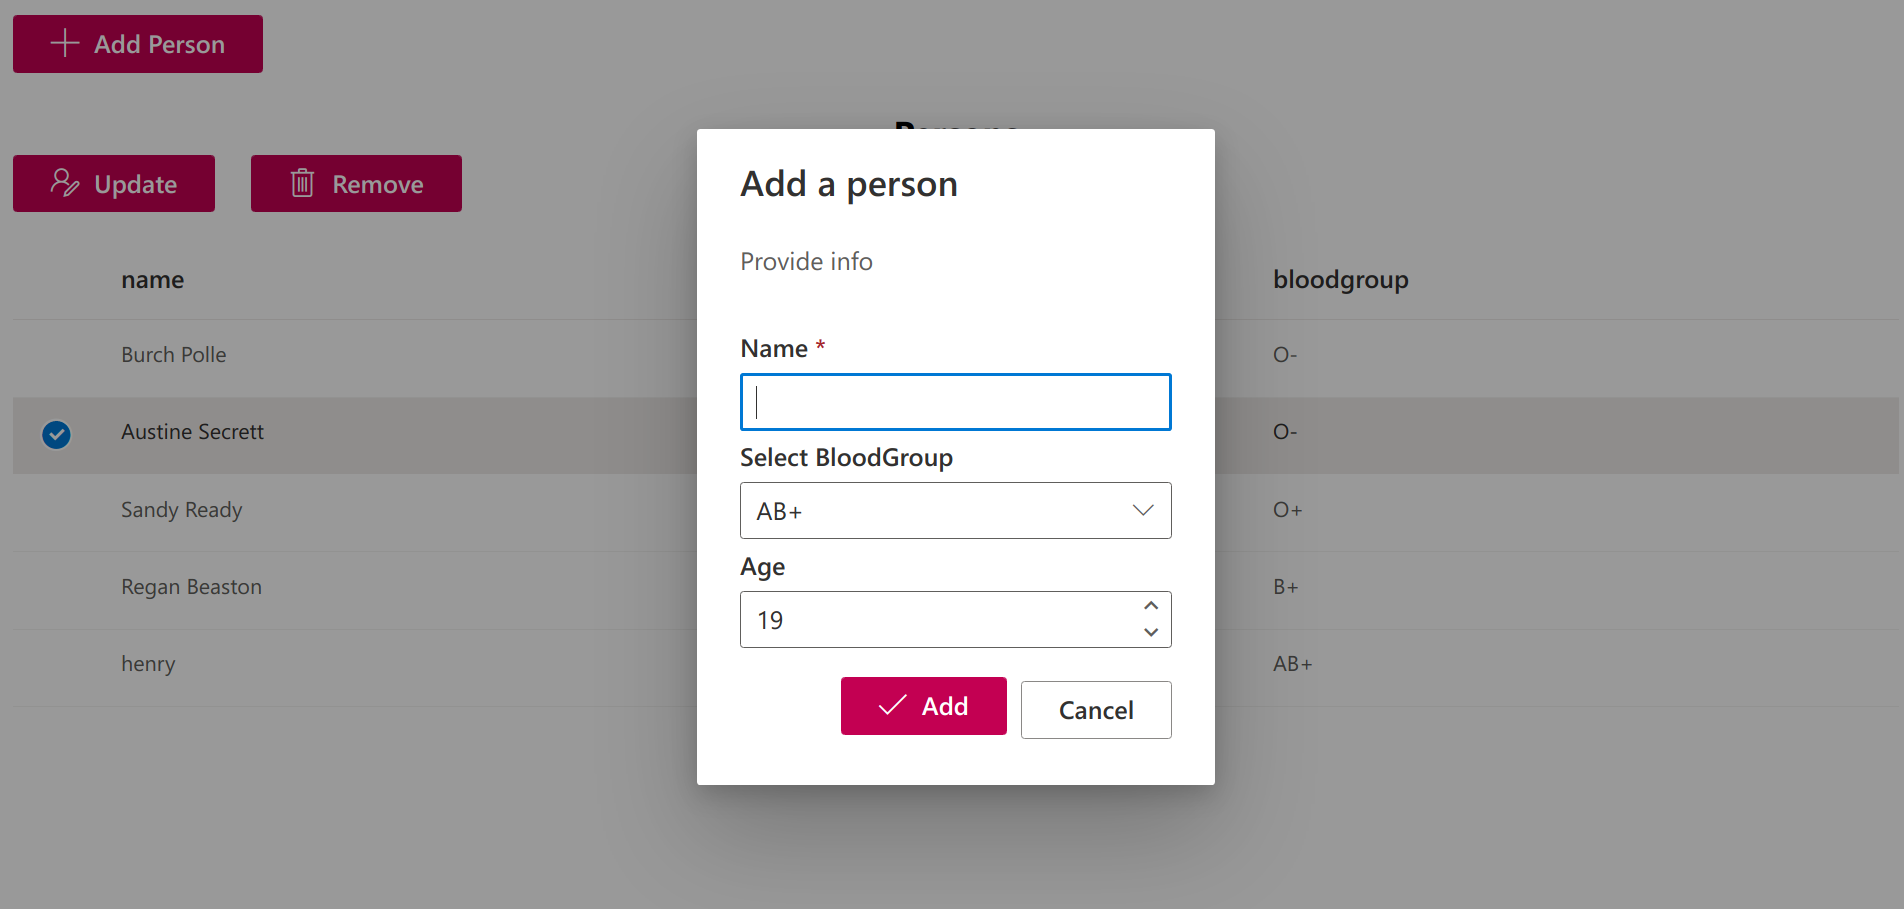 Add Person
Update
Remove
name
bloodgroup
Burch Polle
O-
Austine Secrett
O-
Sandy Ready
O+
Regan Beaston
B+
henry
AB+
Add a person
Provide info
Name *
Select BloodGroup
AB+
Age
19
Add
Cancel